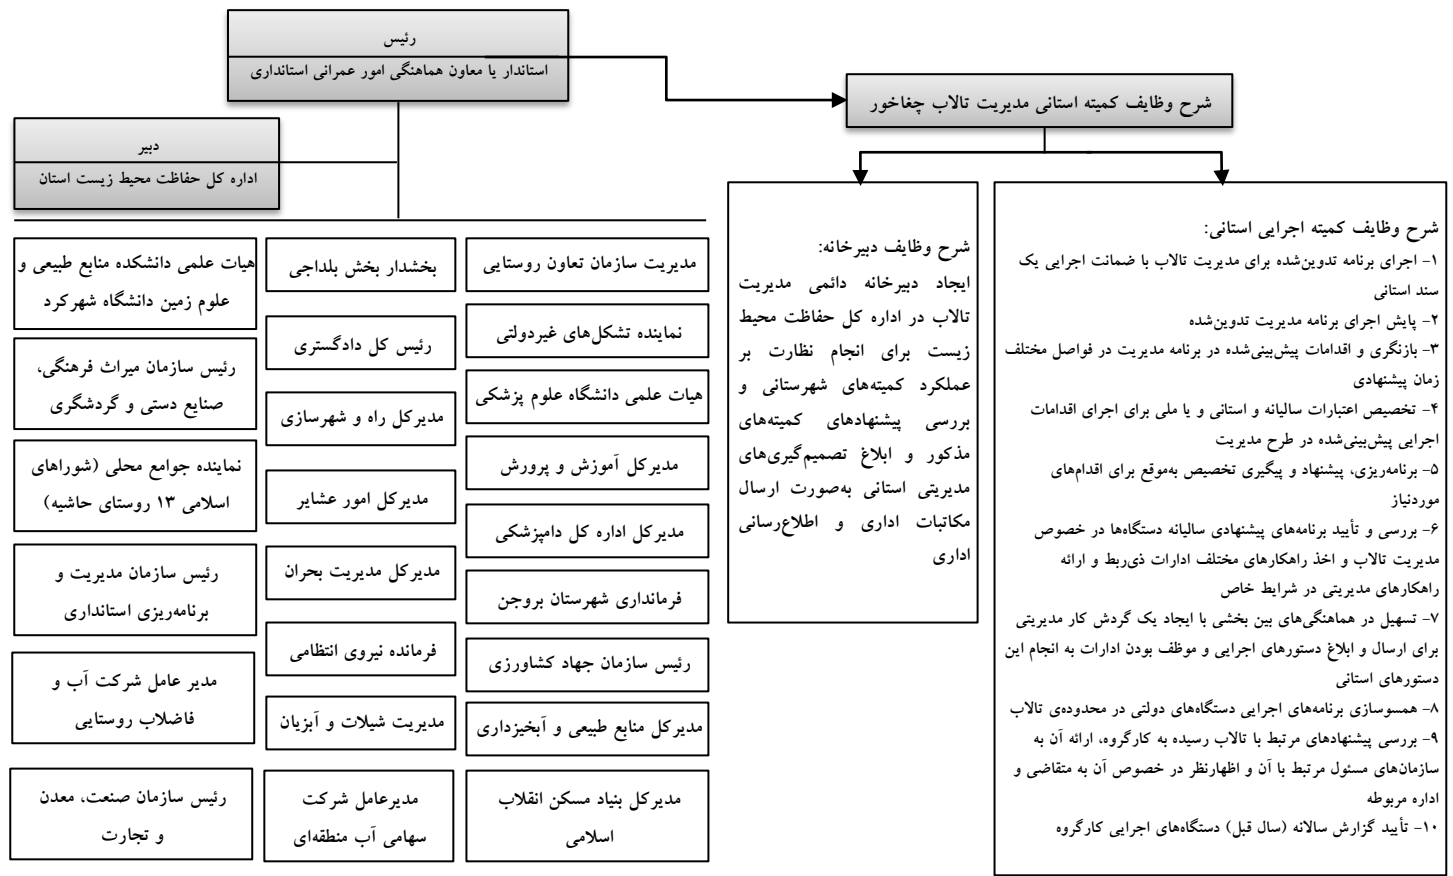 رئیس
استاندار یا معاون هماهنگی امور عمرانی استانداری
شرح وظایف کمیته استانی مدیریت تالاب چغاخور
دبیر
اداره کل حفاظت محیط زیست استان
شرح وظایف کمیته اجرایی استانی:
۱- اجرای برنامه تدوین‌شده برای مدیریت تالاب با ضمانت اجرایی یک
سند استانی
۲- پایش اجرای برنامه مدیریت تدوین‌شده
۳- بازنگری و اقدامات پیش‌بینی‌شده در برنامه مدیریت در فواصل مختلف
زمان پیشنهادی
۴- تخصیص اعتبارات سالیانه و استانی و یا ملی برای اجرای اقدامات
اجرایی پیش‌بینی‌شده در طرح مدیریت
۵- برنامه‌ریزی، پیشنهاد و پیگیری تخصیص به‌موقع برای اقدام‌های
موردنیاز
۶- بررسی و تأیید برنامه‌های پیشنهادی سالیانه دستگاه‌ها در خصوص
مدیریت تالاب و اخذ راهکارهای مختلف ادارات ذی‌ربط و ارائه
راهکارهای مدیریتی در شرایط خاص
۷- تسهیل در هماهنگی‌های بین بخشی با ایجاد یک گردش کار مدیریتی
برای ارسال و ابلاغ دستورهای اجرایی و موظف بودن ادارات به انجام این
دستورهای استانی
۸- همسوسازی برنامه‌های اجرایی دستگاه‌های دولتی در محدوده‌ی تالاب
۹- بررسی پیشنهادهای مرتبط با تالاب رسیده به کارگروه، ارائه آن به
سازمان‌های مسئول مرتبط با آن و اظهارنظر در خصوص آن به متقاضی و
اداره مربوطه
۱۰- تأیید گزارش سالانه (سال قبل) دستگاه‌های اجرایی کارگروه
شرح وظایف دبیرخانه:
ایجاد دبیرخانه دائمی مدیریت
تالاب در اداره کل حفاظت محیط
زیست برای انجام نظارت بر
عملکرد کمیته‌های شهرستانی و
بررسی پیشنهادهای کمیته‌های
مذکور و ابلاغ تصمیم‌گیری‌های
مدیریتی استانی به‌صورت ارسال
مکاتبات اداری و اطلاع‌رسانی
اداری
مدیریت سازمان تعاون روستایی
نماینده تشکل‌های غیردولتی
هیات علمی دانشگاه علوم پزشکی
مدیرکل آموزش و پرورش
مدیرکل اداره کل دامپزشکی
فرمانداری شهرستان بروجن
رئیس سازمان جهاد کشاورزی
مدیرکل منابع طبیعی و آبخیزداری
مدیرکل بنیاد مسکن انقلاب
اسلامی
بخشدار بخش بلداجی
رئیس کل دادگستری
مدیرکل راه و شهرسازی
مدیرکل امور عشایر
مدیرکل مدیریت بحران
فرمانده نیروی انتظامی
مدیریت شیلات و آبزیان
مدیرعامل شرکت
سهامی آب منطقه‌ای
هیات علمی دانشکده منابع طبیعی و
علوم زمین دانشگاه شهرکرد
رئیس سازمان میراث فرهنگی،
صنایع دستی و گردشگری
نماینده جوامع محلی (شوراهای
اسلامی ۱۳ روستای حاشیه)
رئیس سازمان مدیریت و
برنامه‌ریزی استانداری
مدیر عامل شرکت آب و
فاضلاب روستایی
رئیس سازمان صنعت، معدن
و تجارت